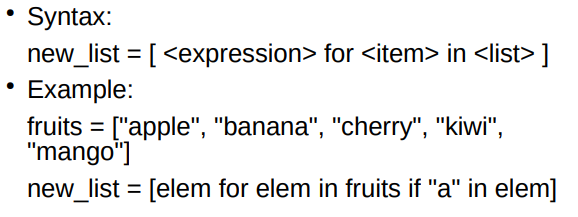 • Syntax:
new_list = [ <expression> for <item> in <list> ]
• Example:
fruits = ["apple", "banana", "cherry", "kiwi",
"mango"]
new_list = [elem for elem in fruits if "a" in elem]